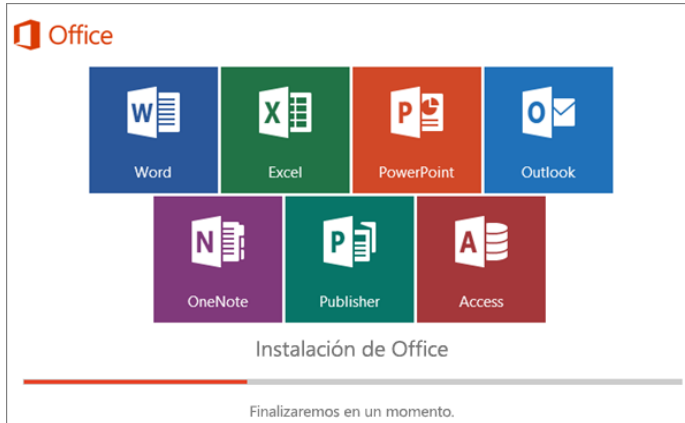 Office
Word Excel PowerPoint Outlook
OneNote Publisher Access
Instalación de Office
Finalizaremos en un momento.